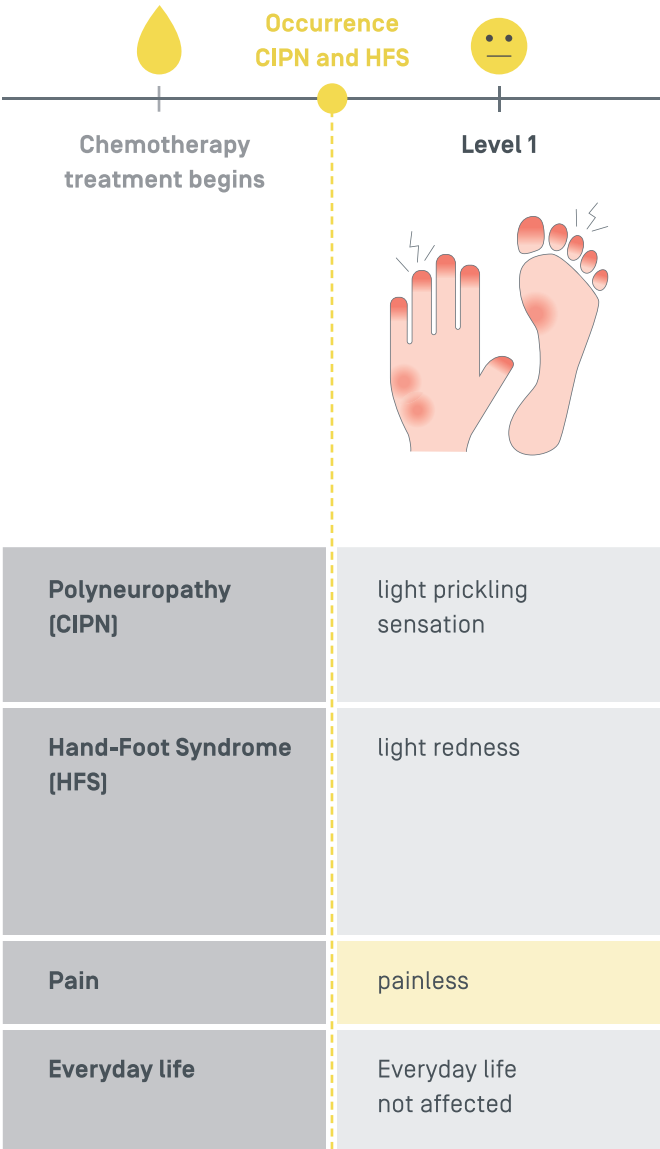 Occurrence
CIPN and HFS
Chemotherapy
treatment begins
Level 1
Polyneuropathy
(CIPN)
light prickling
sensation
Hand-Foot Syndrome
(HFS)
light redness
Pain
painless
Everyday life
Everyday life
not affected